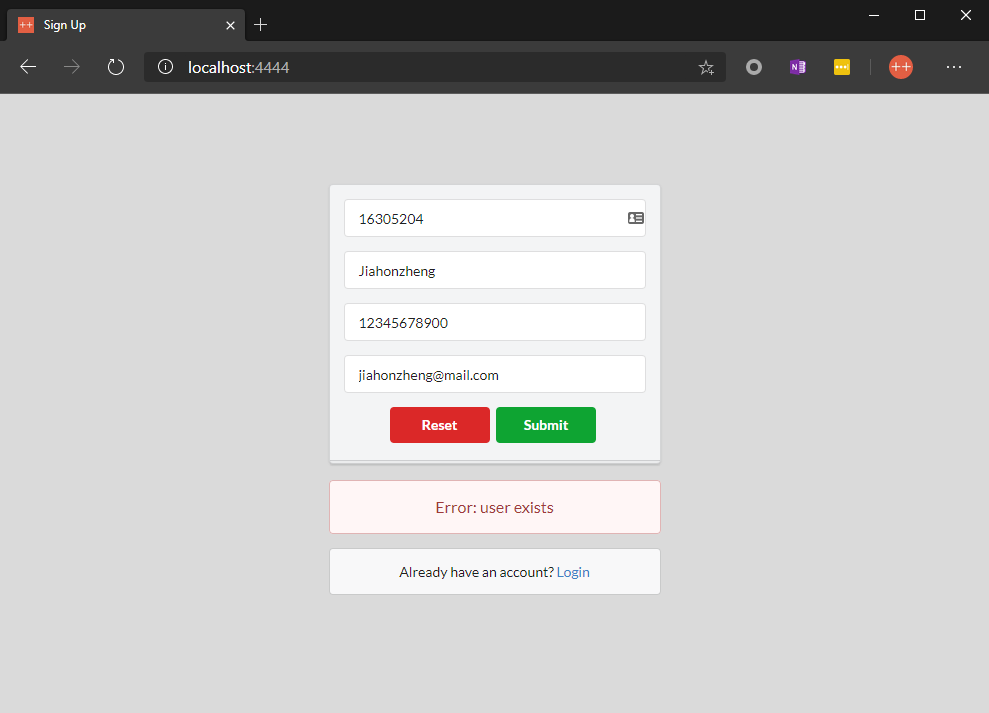 ++ Sign Up
localhost:4444
N
++
16305204
Jiahonzheng
12345678900
jiahonzheng@mail.com
Reset Submit
Error: user exists
Already have an account? Login